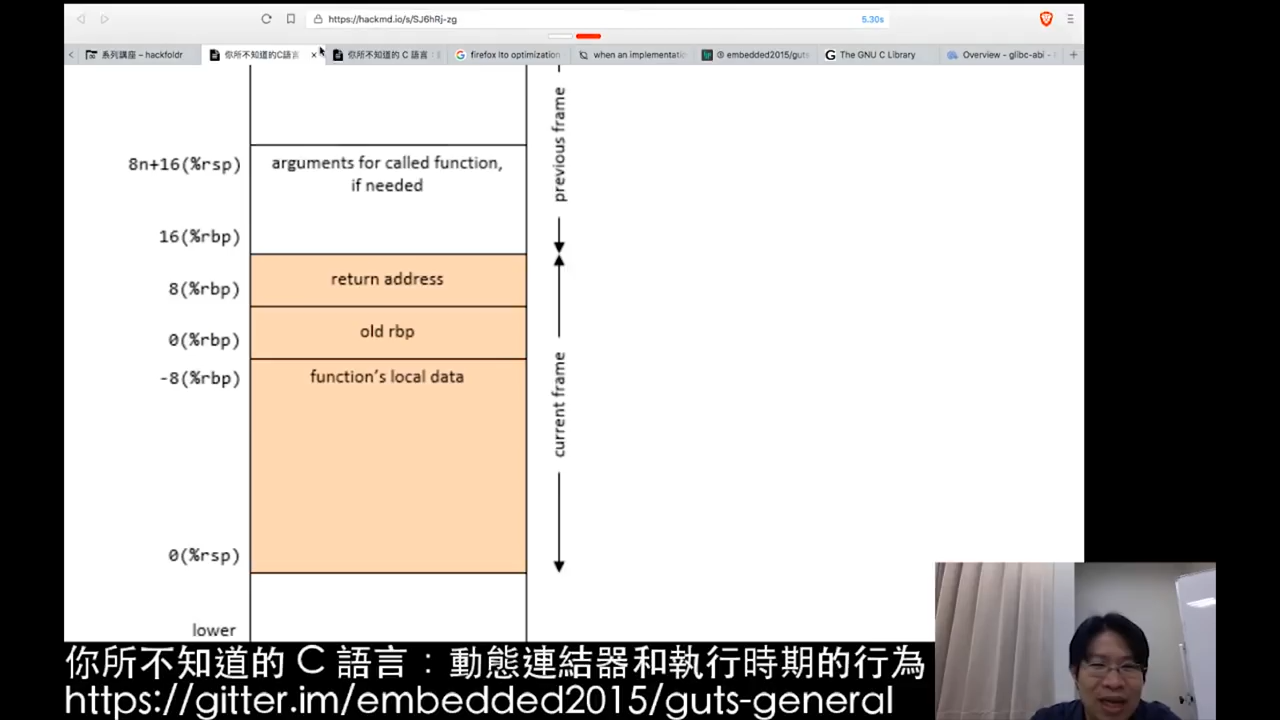 https://hackmd.io/s/SJ6hRj-zg
5.30s
系列講座 – hackfoldr
你所不知道的C語言
你所不知道的 C 語言：
firefox lto optimization
when an implementatio
embedded2015/guts
The GNU C Library
Overview - glibc-abi -
8n+16(%rsp)
arguments for called function,
if needed
previous frame
16(%rbp)
return address
8(%rbp)
old rbp
0(%rbp)
function's local data
-8(%rbp)
current frame
0(%rsp)
lower
你所不知道的 C 語言：動態連結器和執行時期的行為
https://gitter.im/embedded2015/guts-general